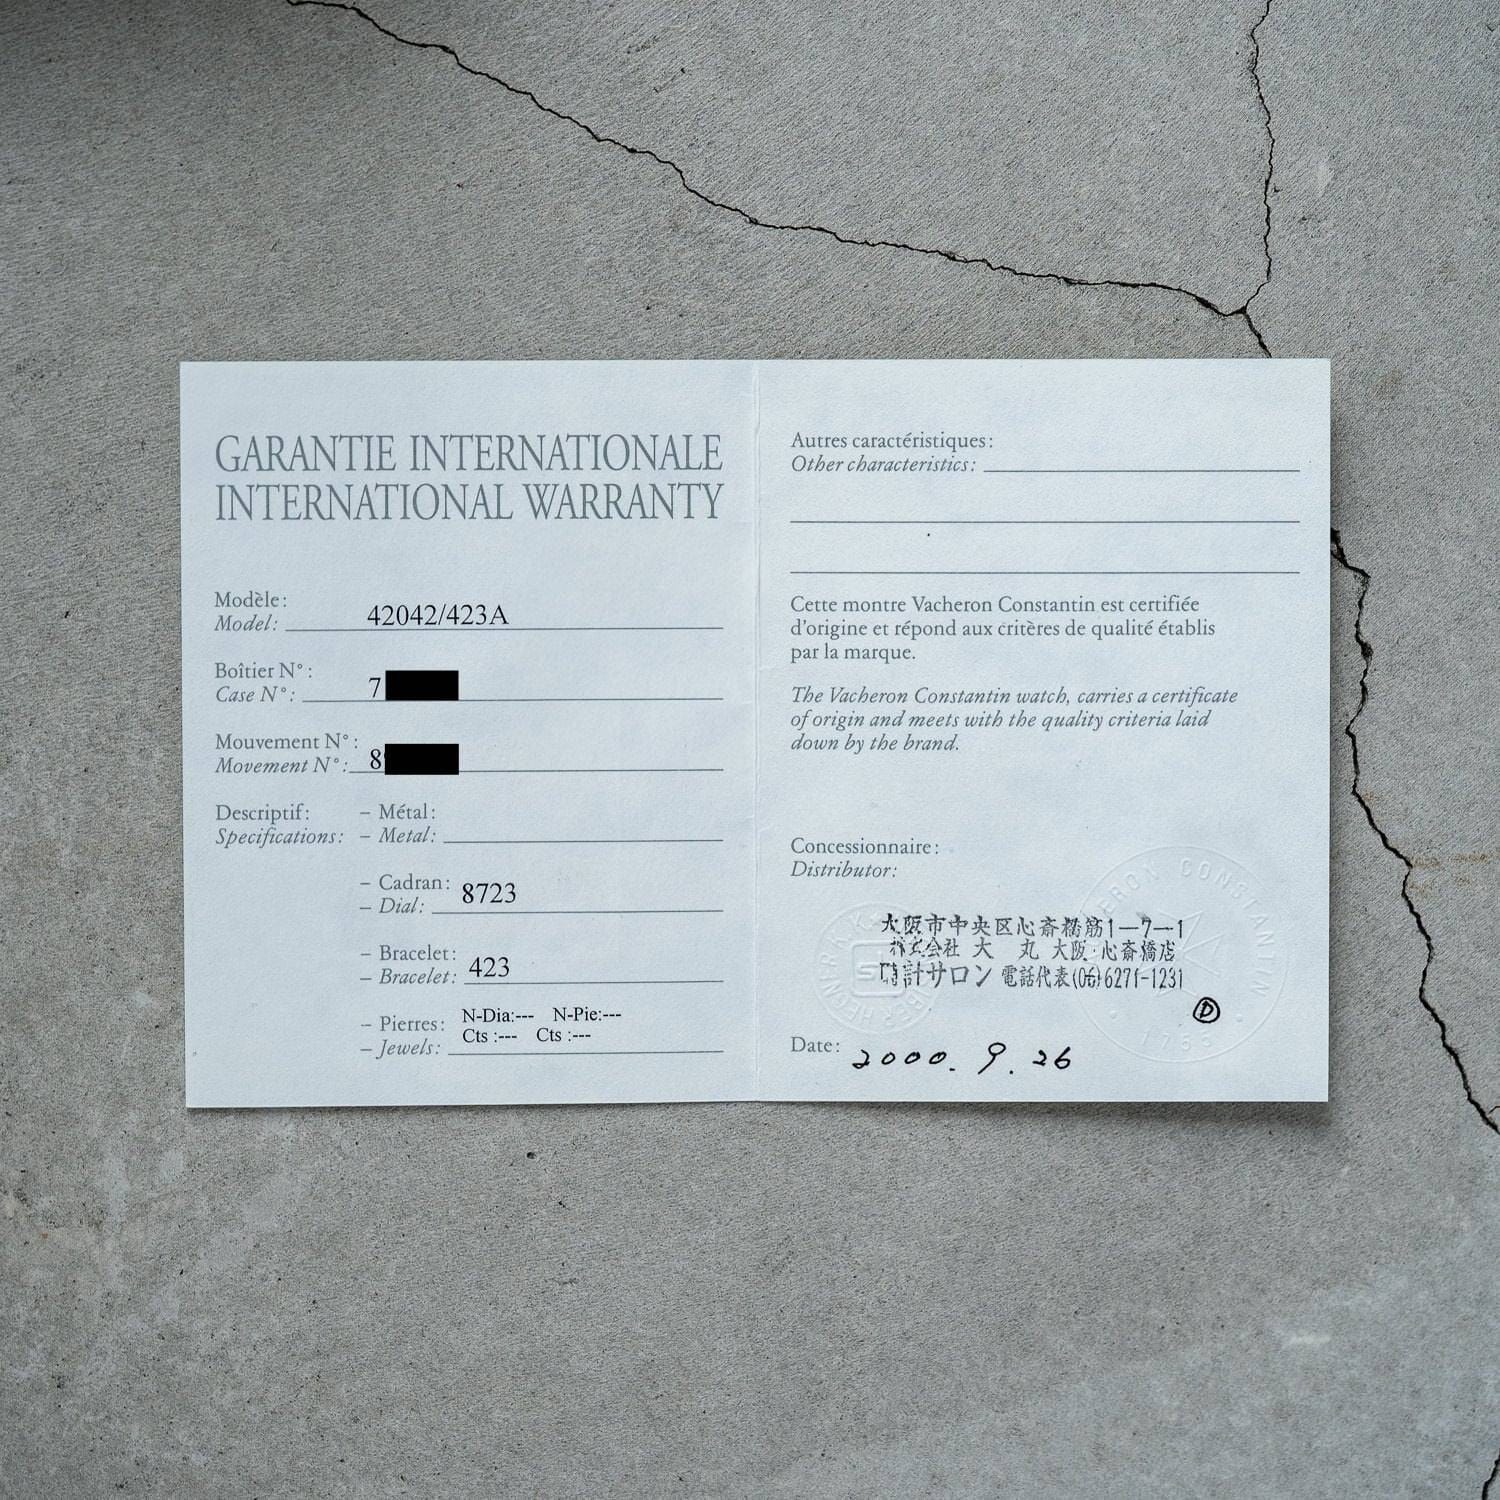 GARANTIE INTERNATIONALE
INTERNATIONAL WARRANTY
Modèle:
Model: 42042/423A
Boîtier N°:
Case N°: 7
Mouvement N°:
Movement N°: 8
Descriptif: – Métal:
Specifications: – Metal:
– Cadran: 8723
– Dial:
– Bracelet: 423
– Bracelet:
– Pierres: N-Dia:--- N-Pie:---
– Jewels: Cts :--- Cts :---
Autres caractéristiques:
Other characteristics:
Cette montre Vacheron Constantin est certifiée
d'origine et répond aux critères de qualité établis
par la marque.
The Vacheron Constantin watch, carries a certificate
of origin and meets with the quality criteria laid
down by the brand.
Concessionnaire:
Distributor:
大阪市中央区心斎橋筋1-7-1
株式会社 大 丸 大阪・心斎橋店
時計サロン 電話代表(06)6271-1231
D
Date: 2000. 9. 26
VACHERON CONSTANTIN
1755